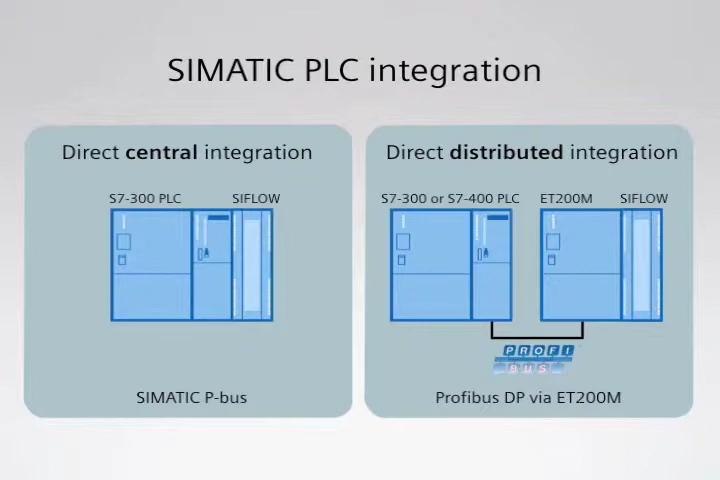 SIMATIC PLC integration
Direct central integration
S7-300 PLC SIFLOW
SIMATIC P-bus
Direct distributed integration
S7-300 or S7-400 PLC ET200M SIFLOW
PROFI
BUS
Profibus DP via ET200M